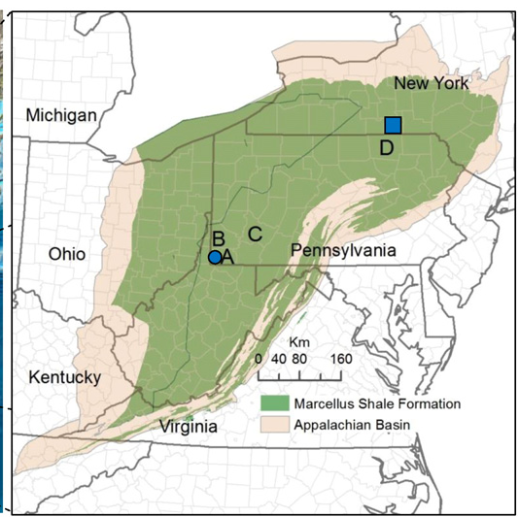 New York
Michigan
D
B
C
A
Pennsylvania
Ohio
Km
0 40 80 160
Kentucky
Marcellus Shale Formation
Appalachian Basin
Virginia